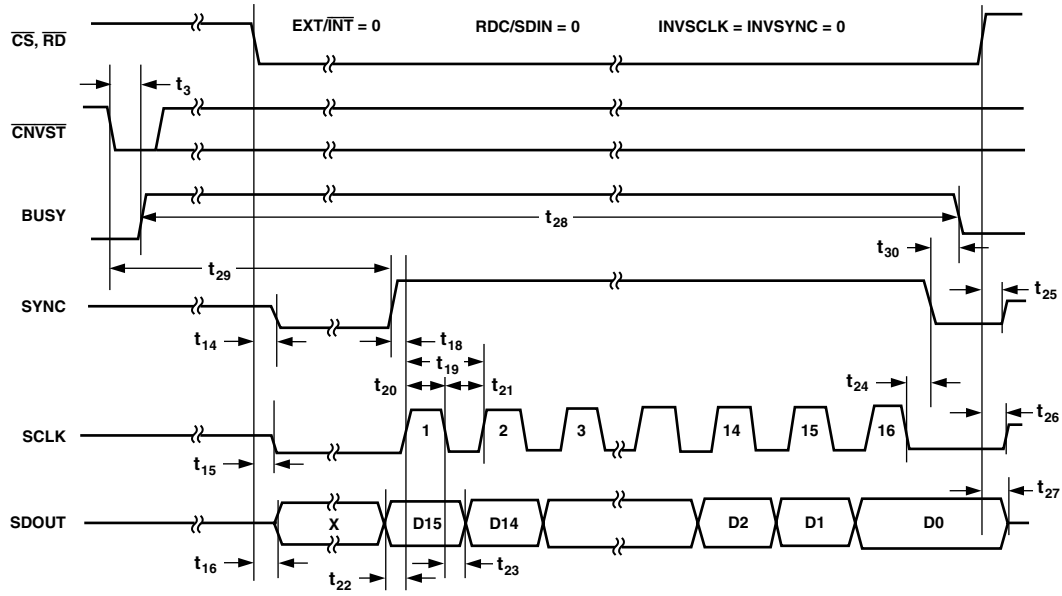 EXT/INT = 0 RDC/SDIN = 0 INVSCLK = INVSYNC = 0
CS, RD
t3
CNVST
BUSY
t28
t30
t29
t25
SYNC
t14
t18
t19
t20
t21
t24
t26
SCLK
1 2 3 14 15 16
t15
t27
SDOUT
X D15 D14 D2 D1 D0
t16
t22
t23